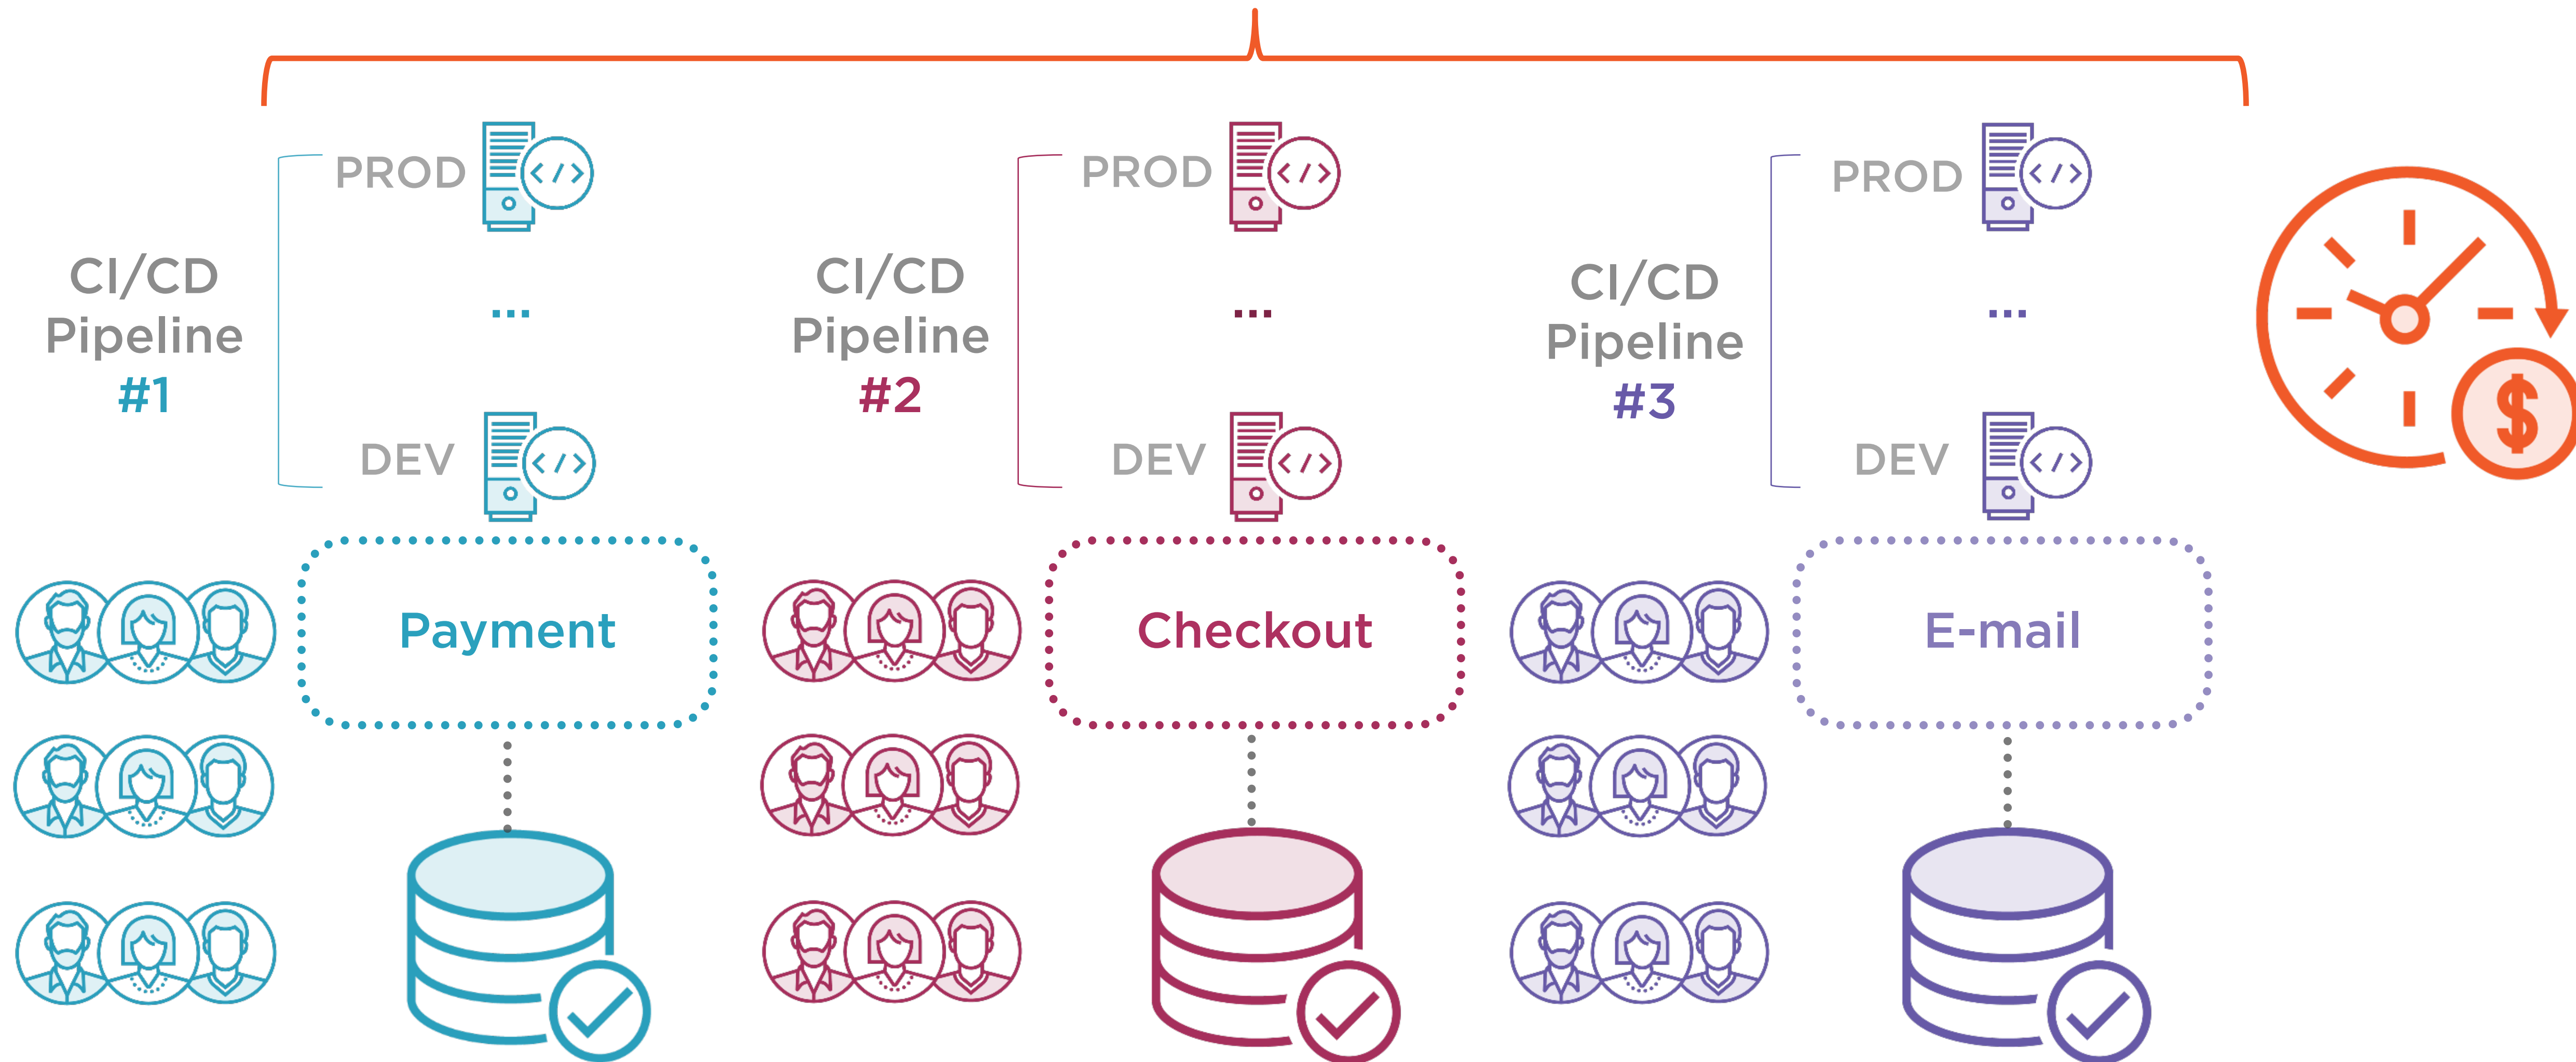 PROD
</>
CI/CD
Pipeline
#1
...
DEV
</>
Payment
PROD
</>
CI/CD
Pipeline
#2
...
DEV
</>
Checkout
PROD
</>
CI/CD
Pipeline
#3
...
DEV
</>
E-mail
$